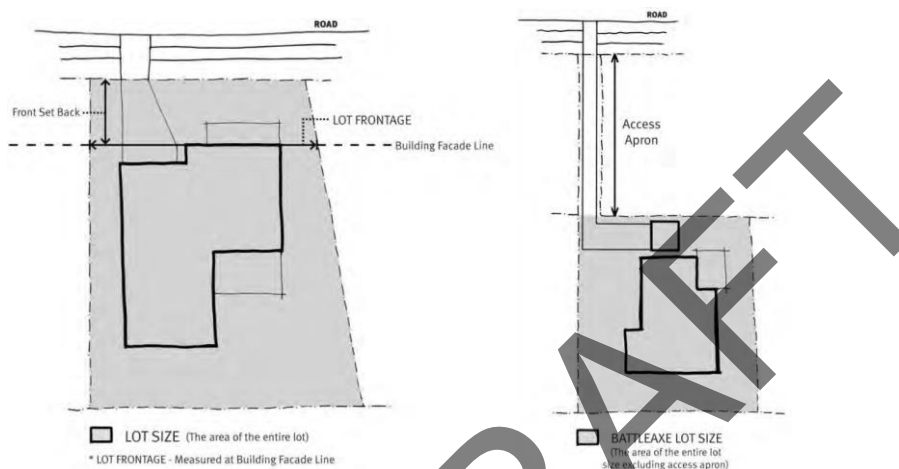 ROAD
Front Set Back
LOT FRONTAGE
Building Facade Line
LOT SIZE (The area of the entire lot)
* LOT FRONTAGE - Measured at Building Facade Line
ROAD
Access
Apron
BATTLEAXE LOT SIZE
(The area of the entire lot
size excluding access apron)
DRAFT